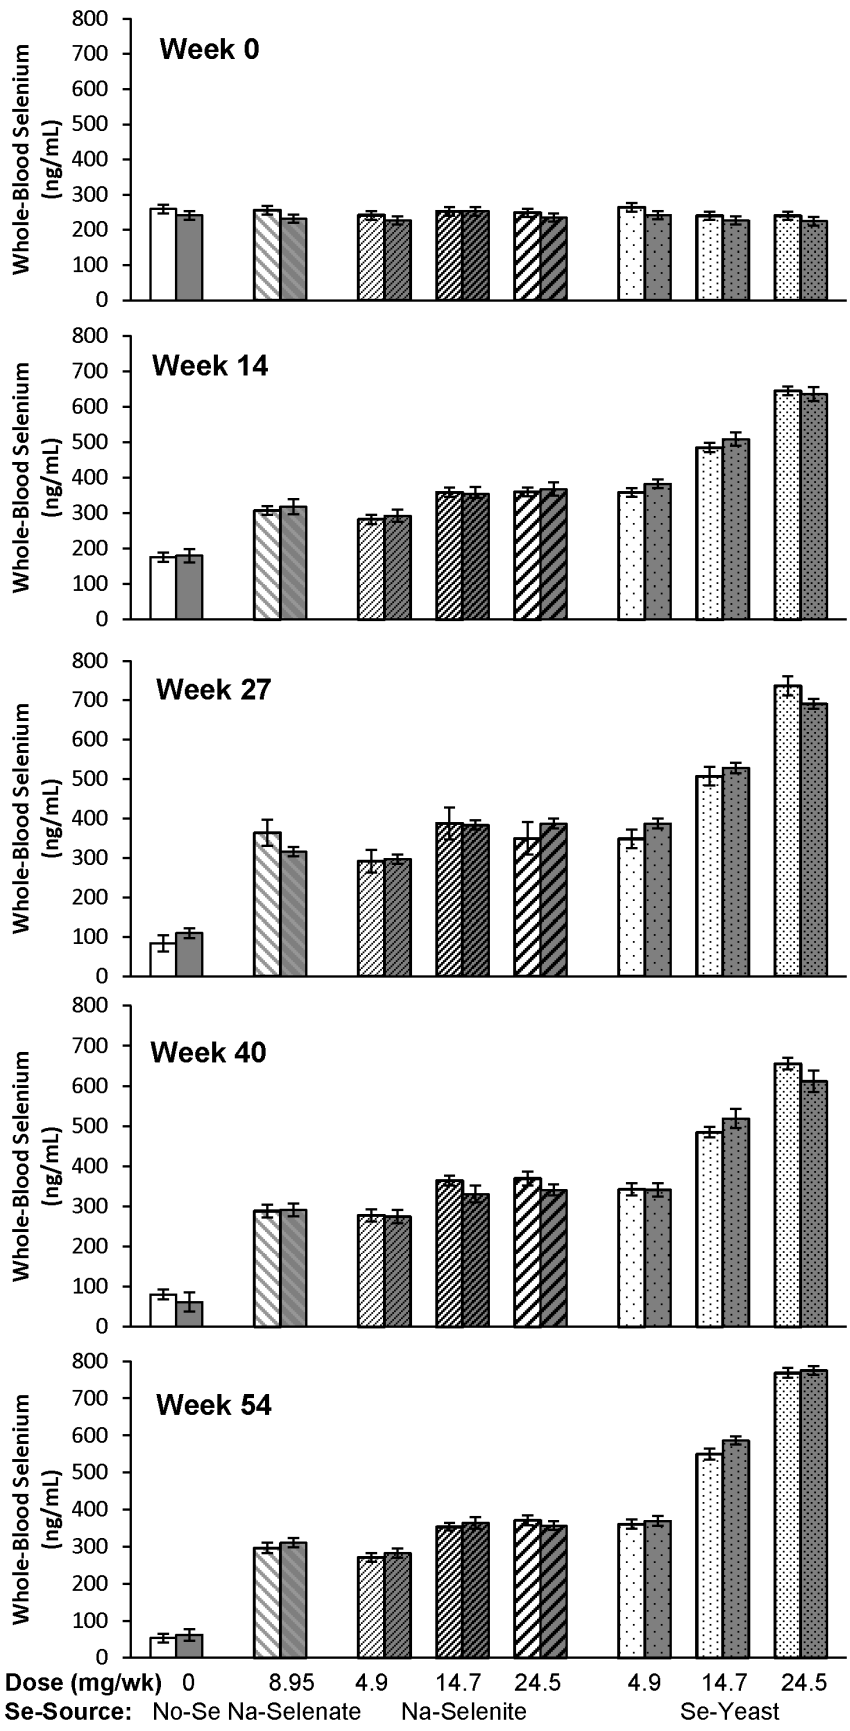 800
Week 0
700
600
500
400
300
200
100
0
Whole-Blood Selenium
(ng/mL)
800
Week 14
700
600
500
400
300
200
100
0
Whole-Blood Selenium
(ng/mL)
800
Week 27
700
600
500
400
300
200
100
0
Whole-Blood Selenium
(ng/mL)
800
Week 40
700
600
500
400
300
200
100
0
Whole-Blood Selenium
(ng/mL)
800
Week 54
700
600
500
400
300
200
100
0
Whole-Blood Selenium
(ng/mL)
Dose (mg/wk) 0 8.95 4.9 14.7 24.5 4.9 14.7 24.5
Se-Source: No-Se Na-Selenate Na-Selenite Se-Yeast